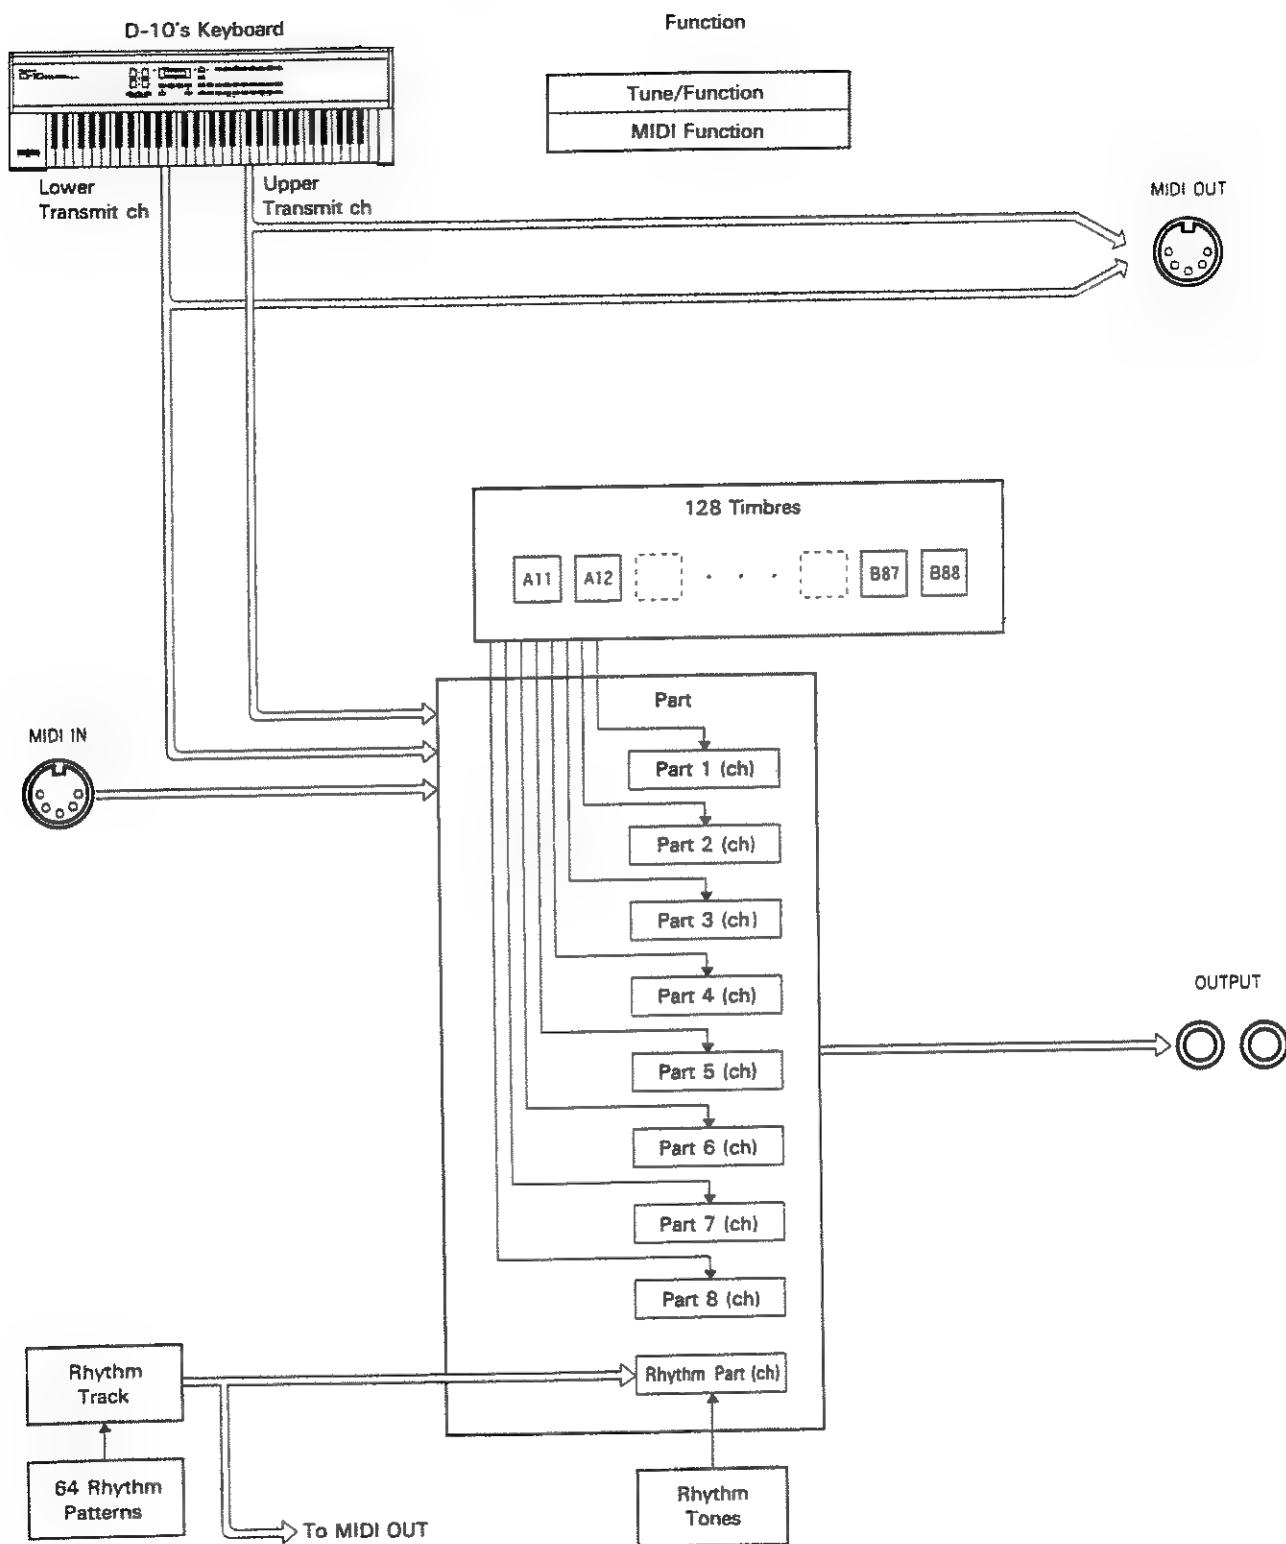 D-10's Keyboard
Function
Tune/Function
MIDI Function
D-10
Lower
Transmit ch
Upper
Transmit ch
MIDI OUT
128 Timbres
A11 A12 . . . B87 B88
Part
MIDI IN
Part 1 (ch)
Part 2 (ch)
Part 3 (ch)
Part 4 (ch)
OUTPUT
Part 5 (ch)
Part 6 (ch)
Part 7 (ch)
Part 8 (ch)
Rhythm
Track
Rhythm Part (ch)
64 Rhythm
Patterns
Rhythm
Tones
To MIDI OUT